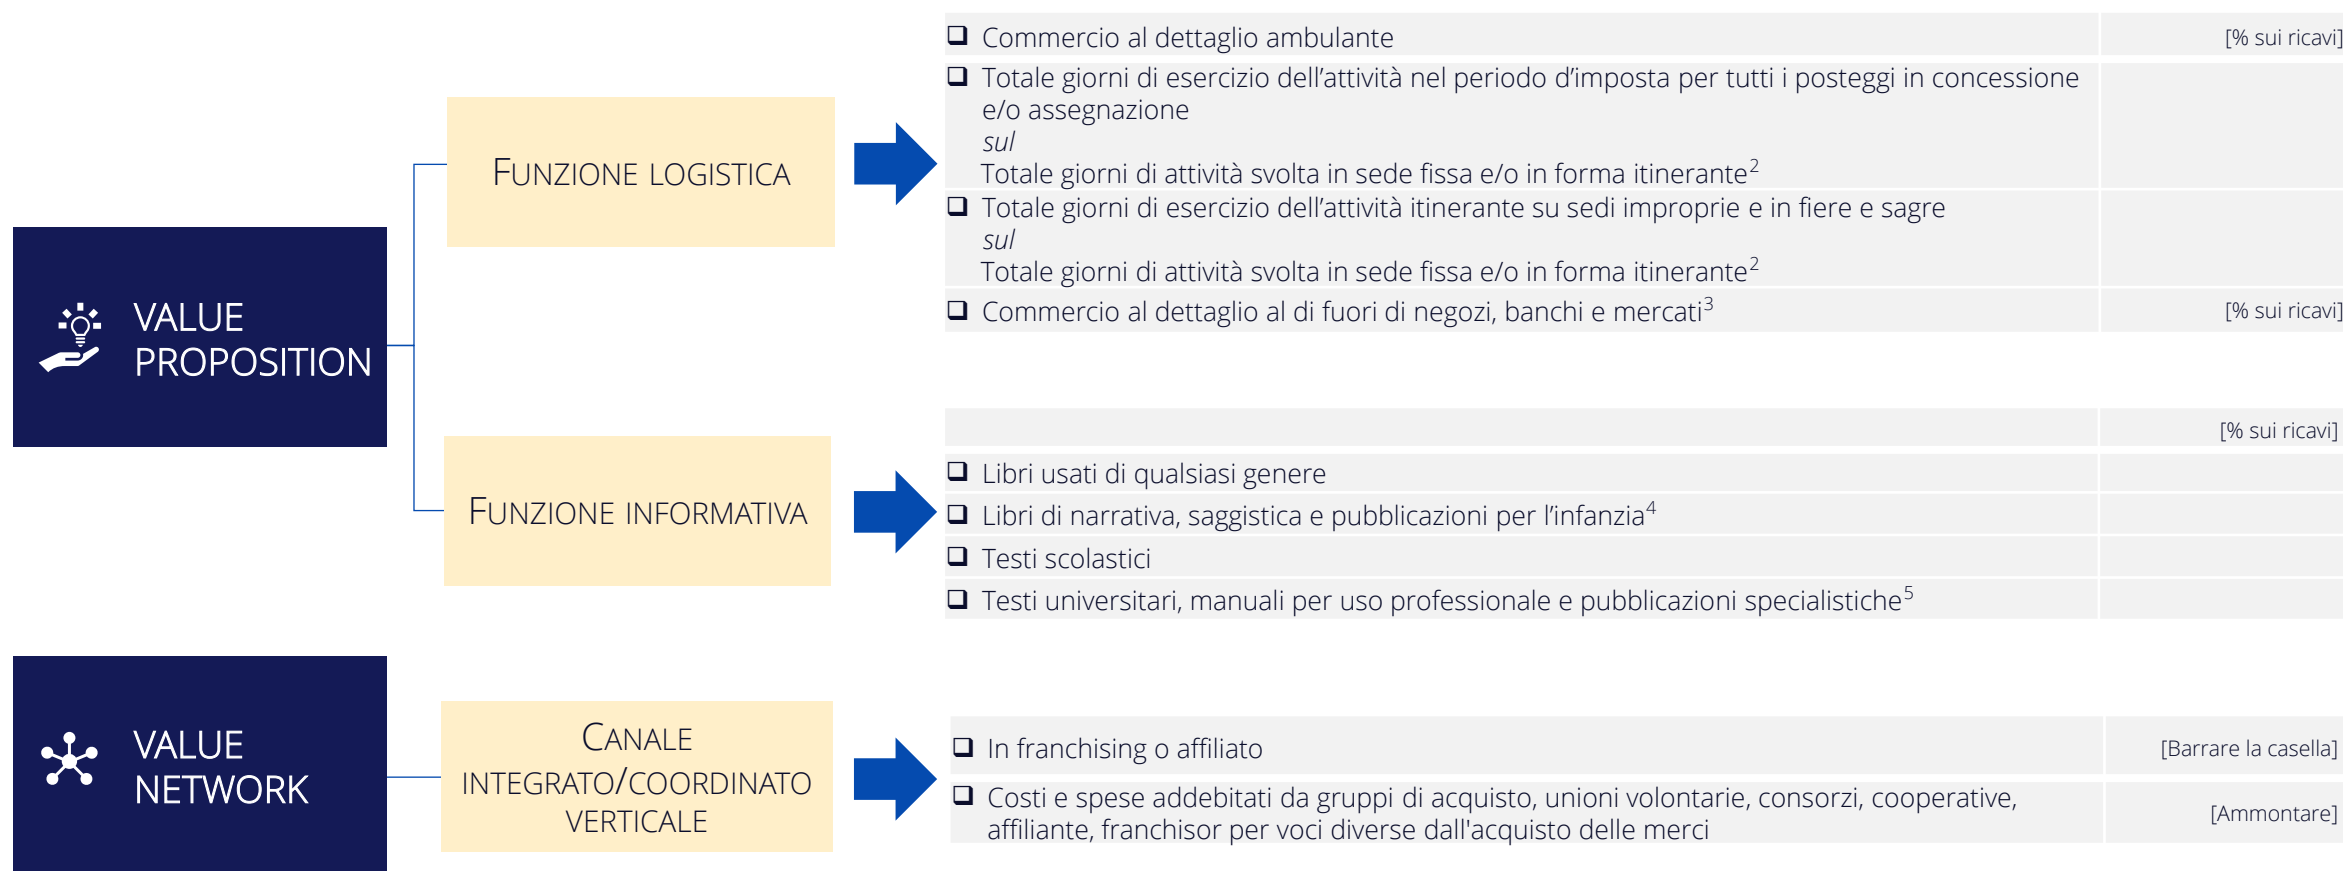 VALUE
PROPOSITION
FUNZIONE LOGISTICA
❑ Commercio al dettaglio ambulante [% sui ricavi]
❑ Totale giorni di esercizio dell’attività nel periodo d’imposta per tutti i posteggi in concessione
e/o assegnazione
sul
Totale giorni di attività svolta in sede fissa e/o in forma itinerante2
❑ Totale giorni di esercizio dell’attività itinerante su sedi improprie e in fiere e sagre
sul
Totale giorni di attività svolta in sede fissa e/o in forma itinerante2
❑ Commercio al dettaglio al di fuori di negozi, banchi e mercati3 [% sui ricavi]
FUNZIONE INFORMATIVA
[% sui ricavi]
❑ Libri usati di qualsiasi genere
❑ Libri di narrativa, saggistica e pubblicazioni per l’infanzia4
❑ Testi scolastici
❑ Testi universitari, manuali per uso professionale e pubblicazioni specialistiche5
VALUE
NETWORK
CANALE
INTEGRATO/COORDINATO
VERTICALE
❑ In franchising o affiliato [Barrare la casella]
❑ Costi e spese addebitati da gruppi di acquisto, unioni volontarie, consorzi, cooperative,
affiliante, franchisor per voci diverse dall'acquisto delle merci [Ammontare]